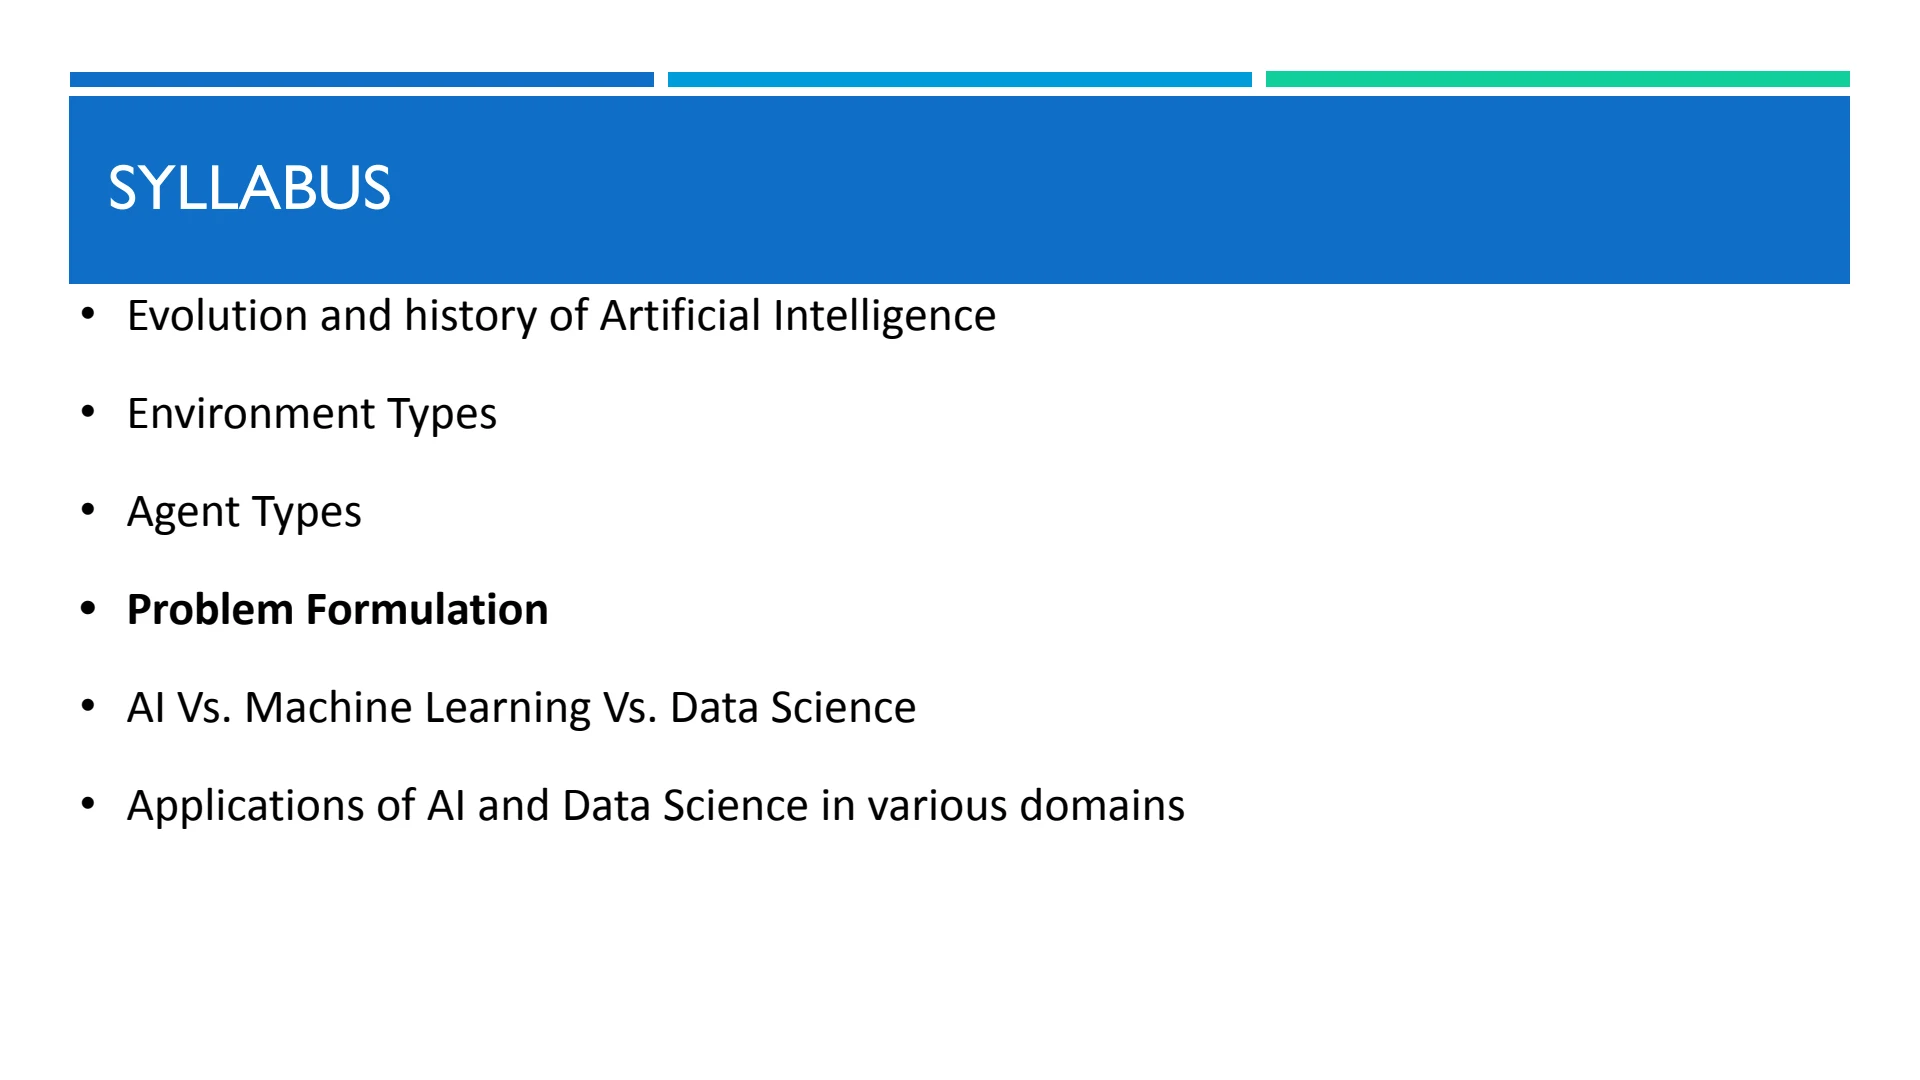 SYLLABUS
• Evolution and history of Artificial Intelligence
• Environment Types
• Agent Types
• Problem Formulation
• AI Vs. Machine Learning Vs. Data Science
• Applications of AI and Data Science in various domains